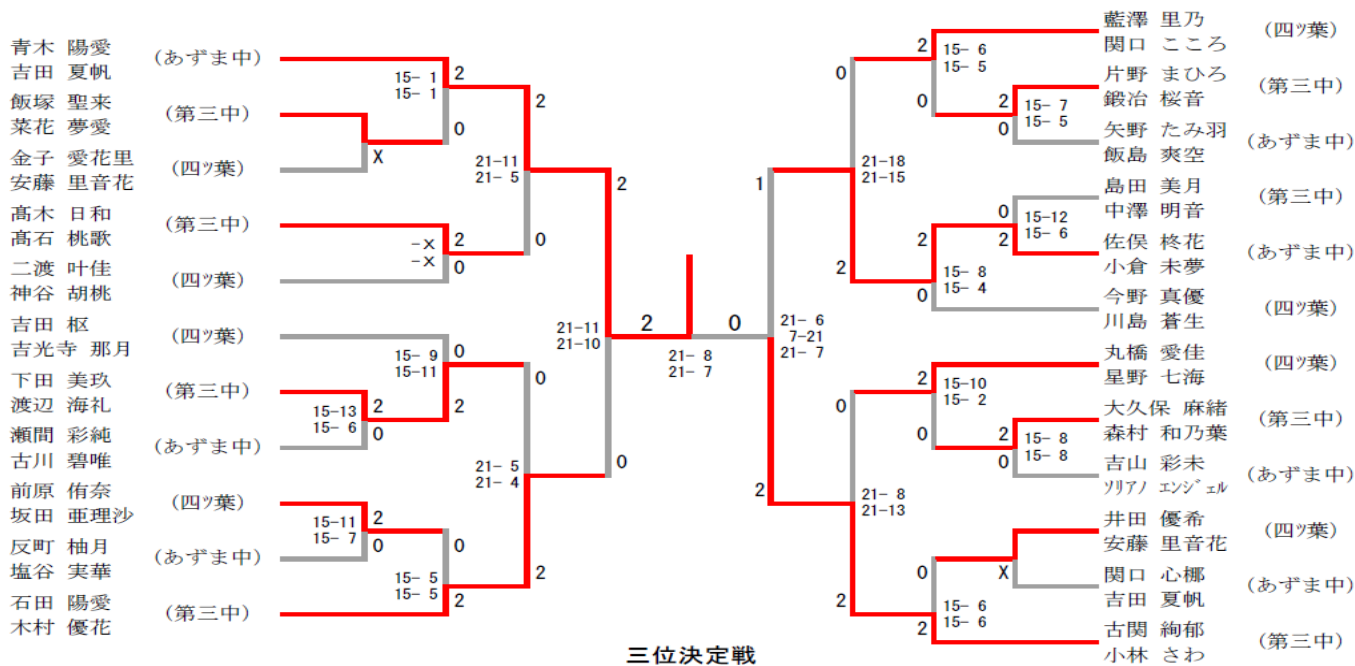 青木 陽愛
(あずま中)
吉田 夏帆
飯塚 聖来
(第三中)
菜花 夢愛
金子 愛花里
(四ツ葉)
安藤 里音花
髙木 日和
(第三中)
髙石 桃歌
二渡 叶佳
(四ツ葉)
神谷 胡桃
吉田 枢
(四ツ葉)
吉光寺 那月
下田 美玖
(第三中)
渡辺 海礼
瀬間 彩純
(あずま中)
古川 碧唯
前原 侑奈
(四ツ葉)
坂田 亜理沙
反町 柚月
(あずま中)
塩谷 実華
石田 陽愛
(第三中)
木村 優花
15- 1
15- 1
2
0
X
-X
-X
2
0
15- 9
15-11
0
2
15-13
15- 6
2
0
15-11
15- 7
2
0
15- 5
15- 5
0
2
21-11
21- 5
2
0
21- 5
21- 4
0
2
21-11
21-10
2
0
2
0
21- 8
21- 7
1
2
21- 6
7-21
21- 7
0
2
21-18
21-15
0
2
21- 8
21-13
2
0
15- 6
15- 5
2
0
15- 7
15- 5
0
2
15-12
15- 6
2
0
15- 8
15- 4
2
0
15-10
15- 2
2
0
15- 8
15- 8
X
0
2
15- 6
15- 6
藍澤 里乃
(四ツ葉)
関口 こころ
片野 まひろ
(第三中)
鍛冶 桜音
矢野 たみ羽
(あずま中)
飯島 爽空
島田 美月
(第三中)
中澤 明音
佐俣 柊花
(あずま中)
小倉 未夢
今野 真優
(四ツ葉)
川島 蒼生
丸橋 愛佳
(四ツ葉)
星野 七海
大久保 麻緒
(第三中)
森村 和乃葉
吉山 彩未
(あずま中)
ソリアノ エンジェル
井田 優希
(四ツ葉)
安藤 里音花
関口 心梛
(あずま中)
吉田 夏帆
古関 絢郁
(第三中)
小林 さわ
三位決定戦